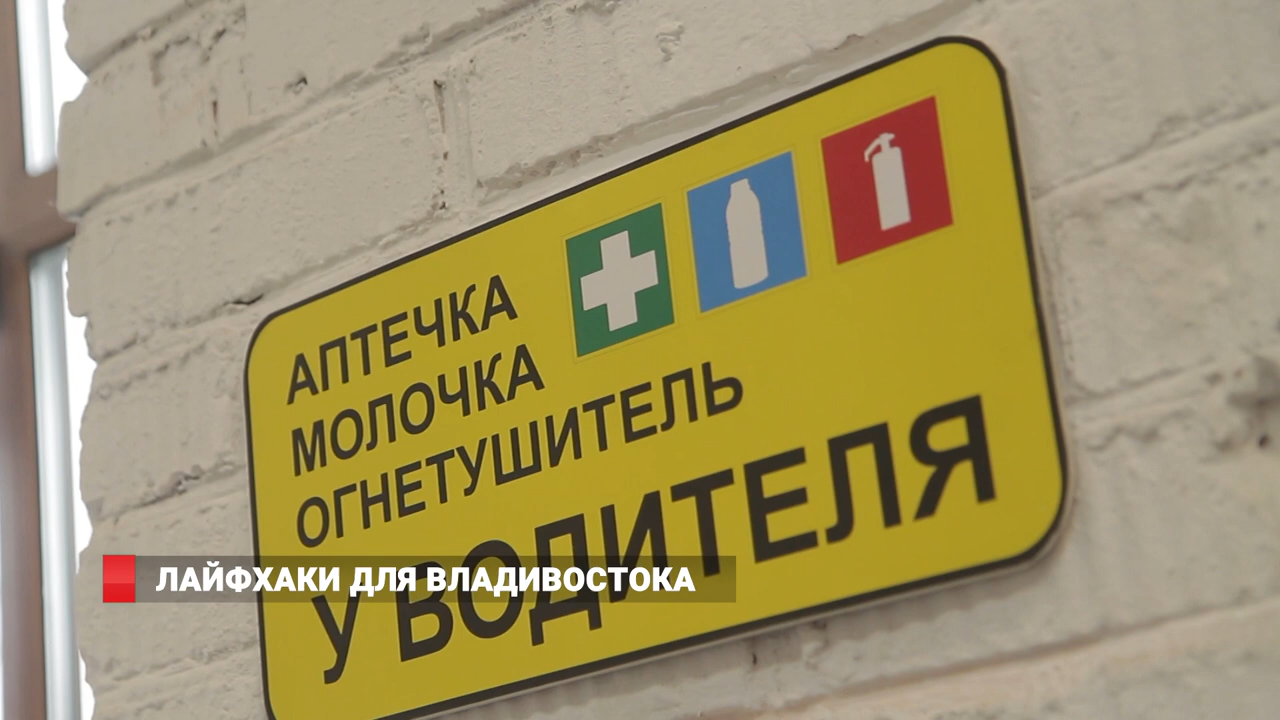 АПТЕЧКА
МОЛОЧКА
ОГНЕТУШИТЕЛЬ
У ВОДИТЕЛЯ
ЛАЙФХАКИ ДЛЯ ВЛАДИВОСТОКА